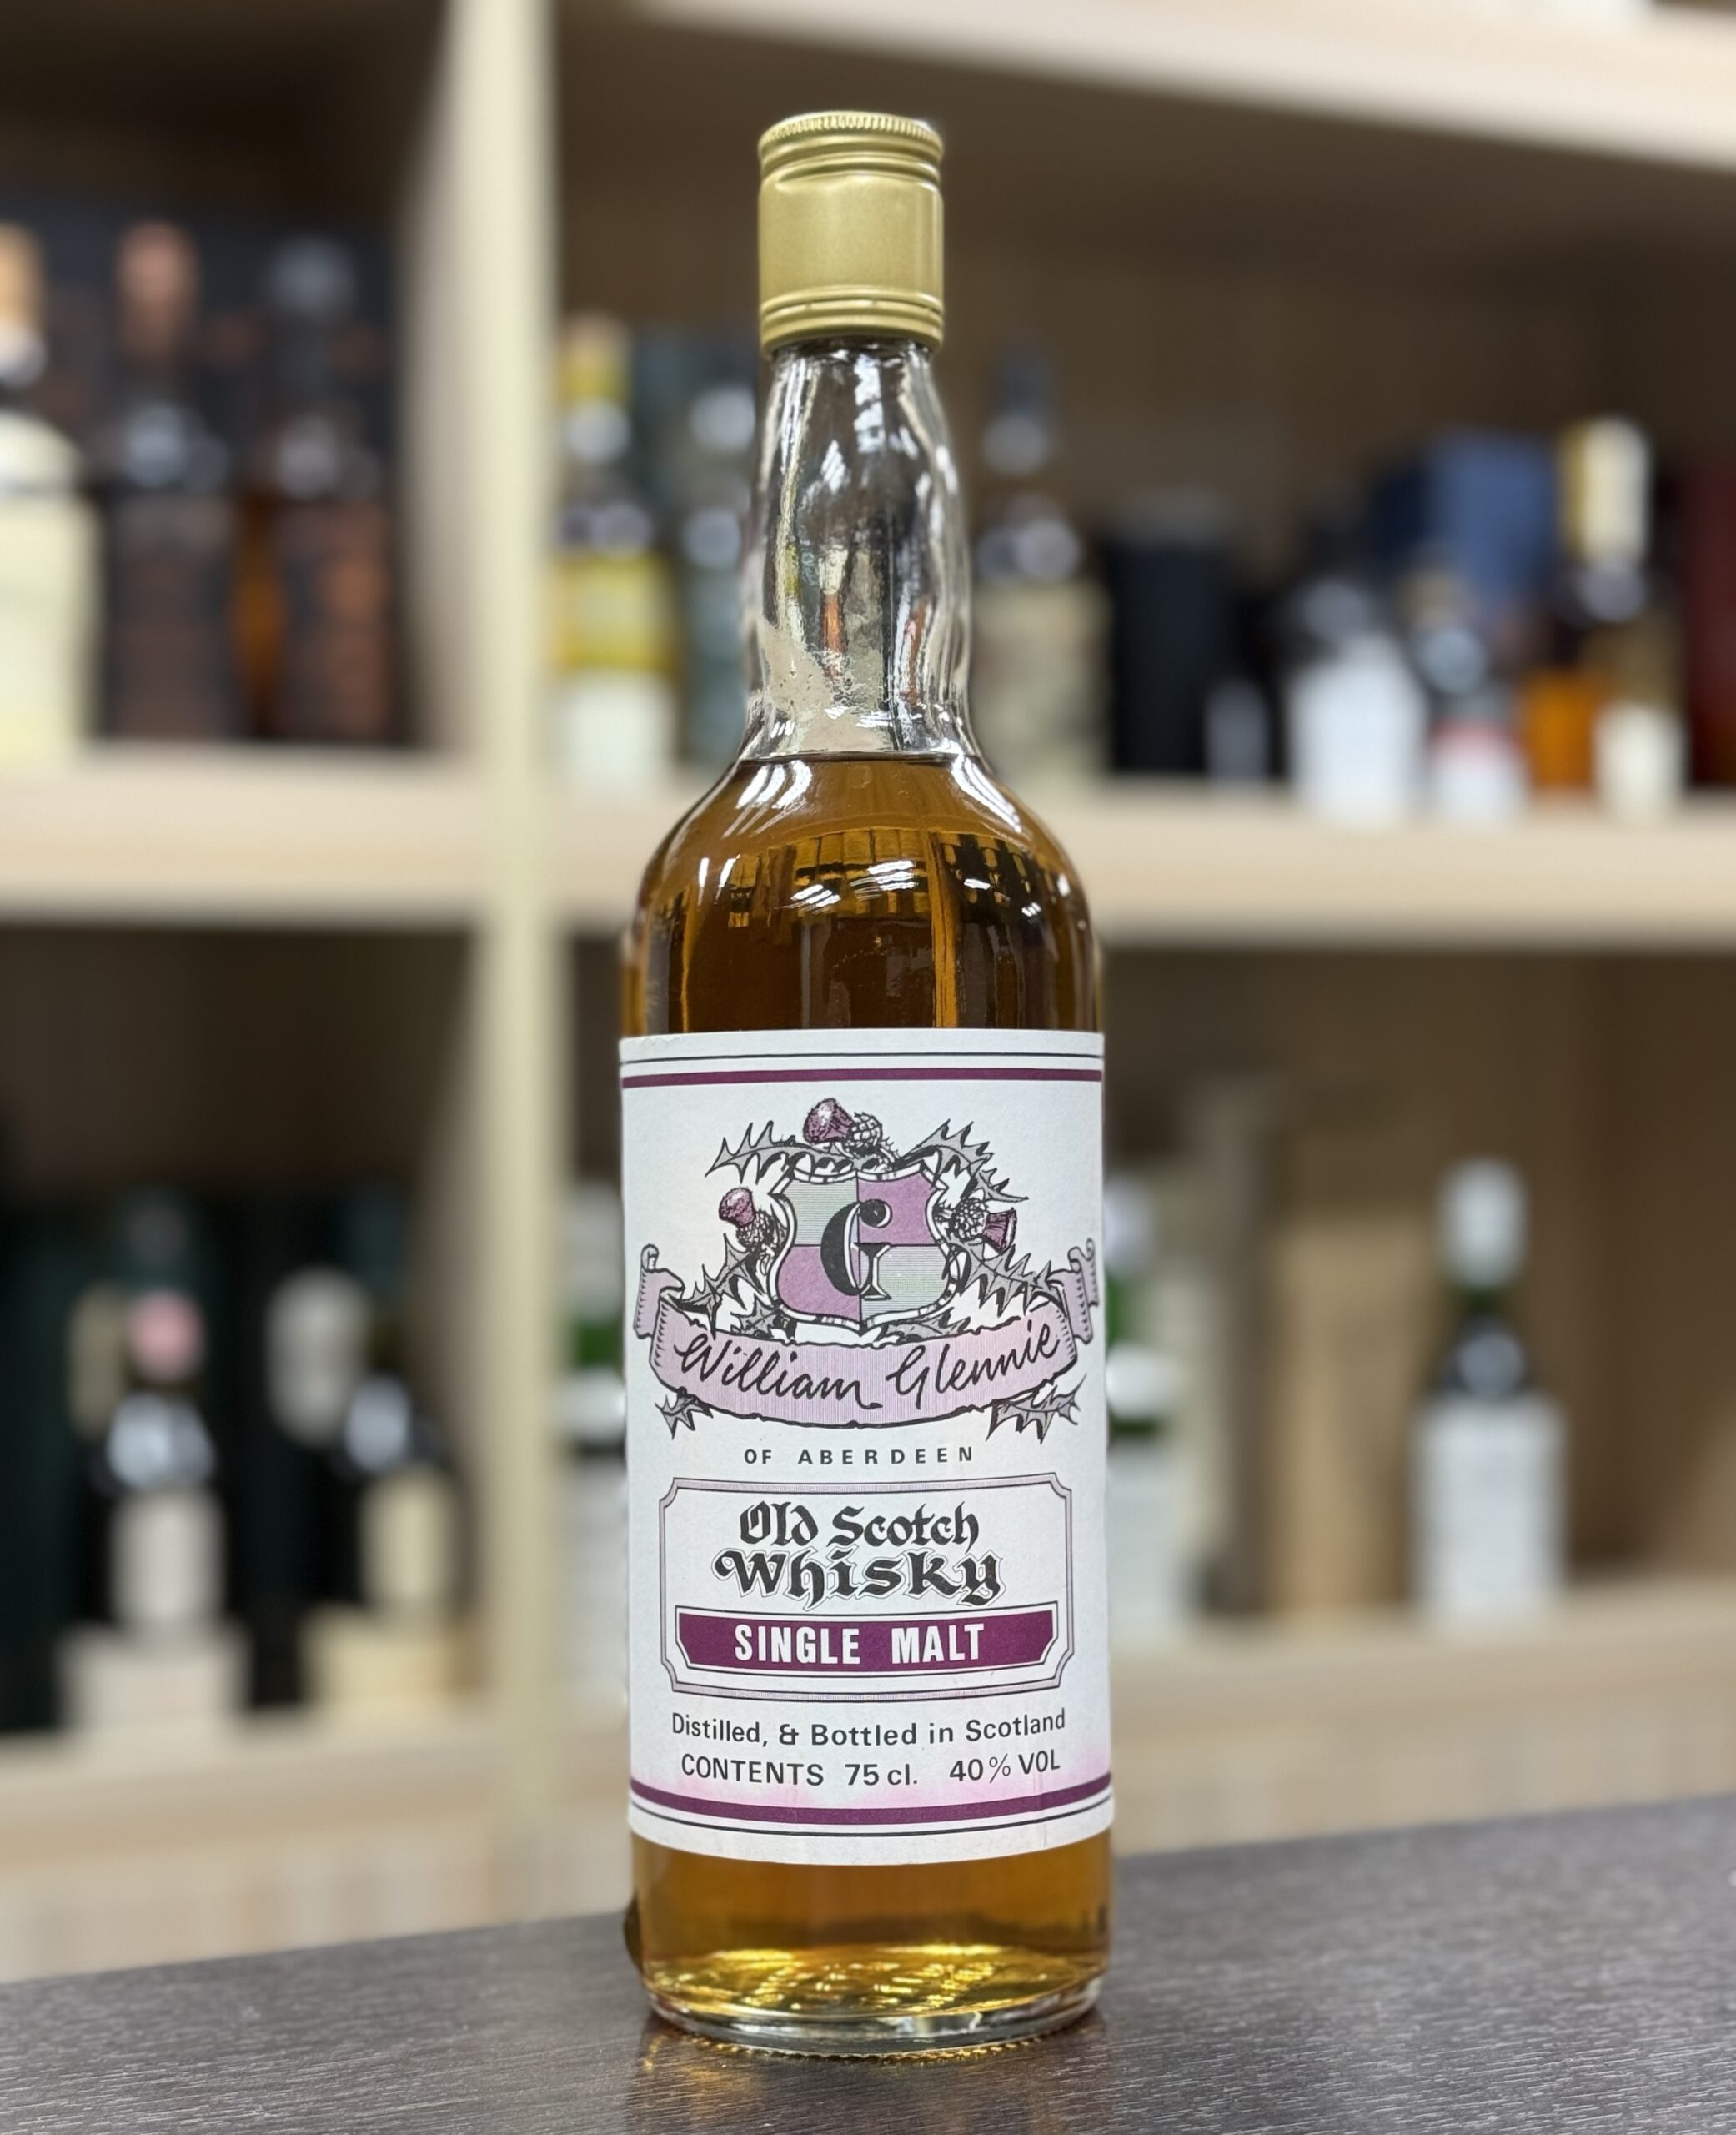 G
William Glennie
OF ABERDEEN
Old Scotch
Whisky
SINGLE MALT
Distilled, & Bottled in Scotland
CONTENTS 75 cl. 40% VOL